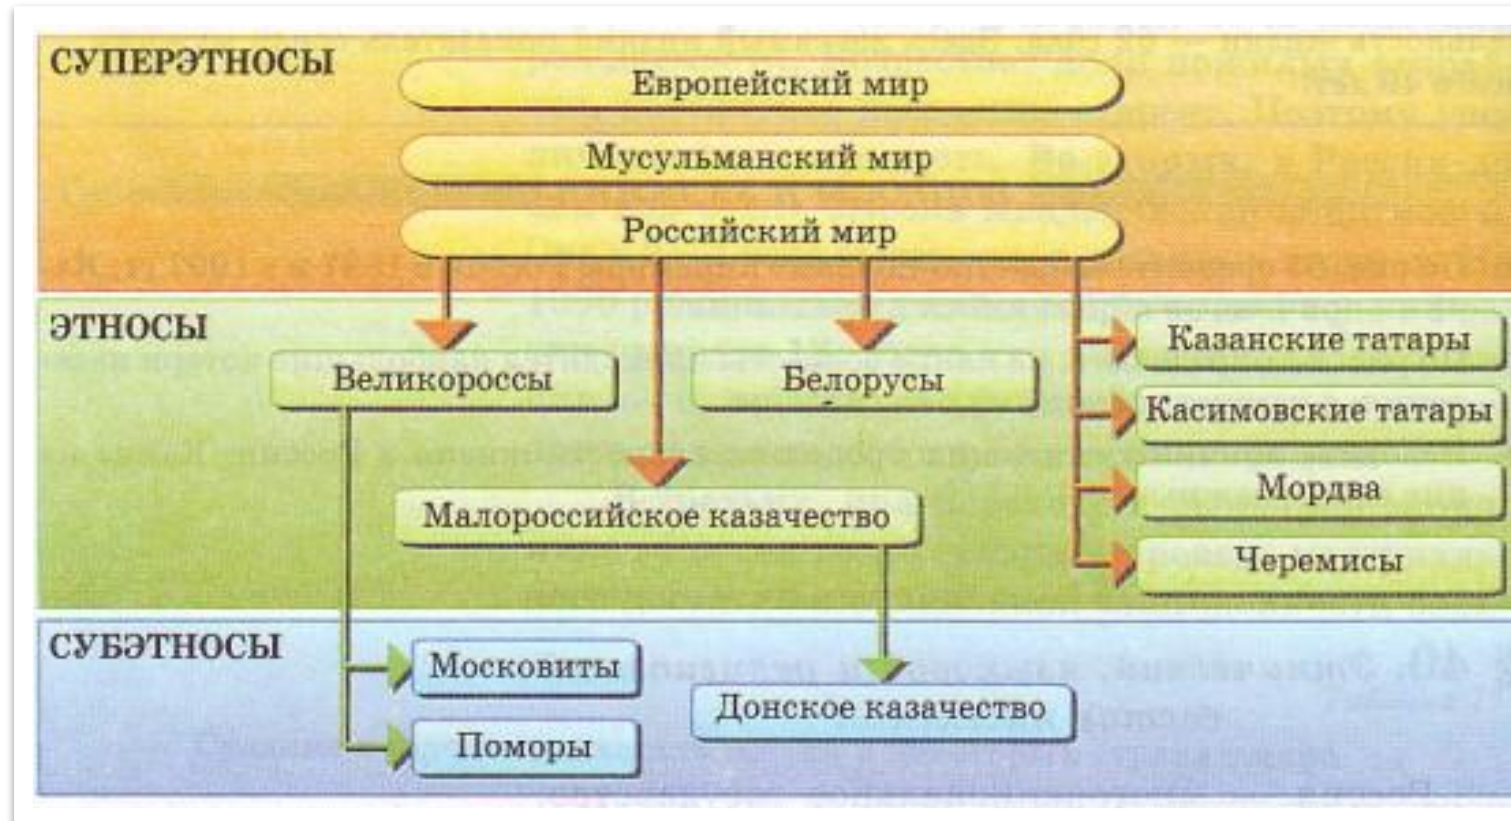 СУПЕРЭТНОСЫ
Европейский мир
Мусульманский мир
Российский мир
ЭТНОСЫ
Великороссы
Белорусы
Казанские татары
Касимовские татары
Малороссийское казачество
Мордва
Черемисы
СУБЭТНОСЫ
Московиты
Донское казачество
Поморы